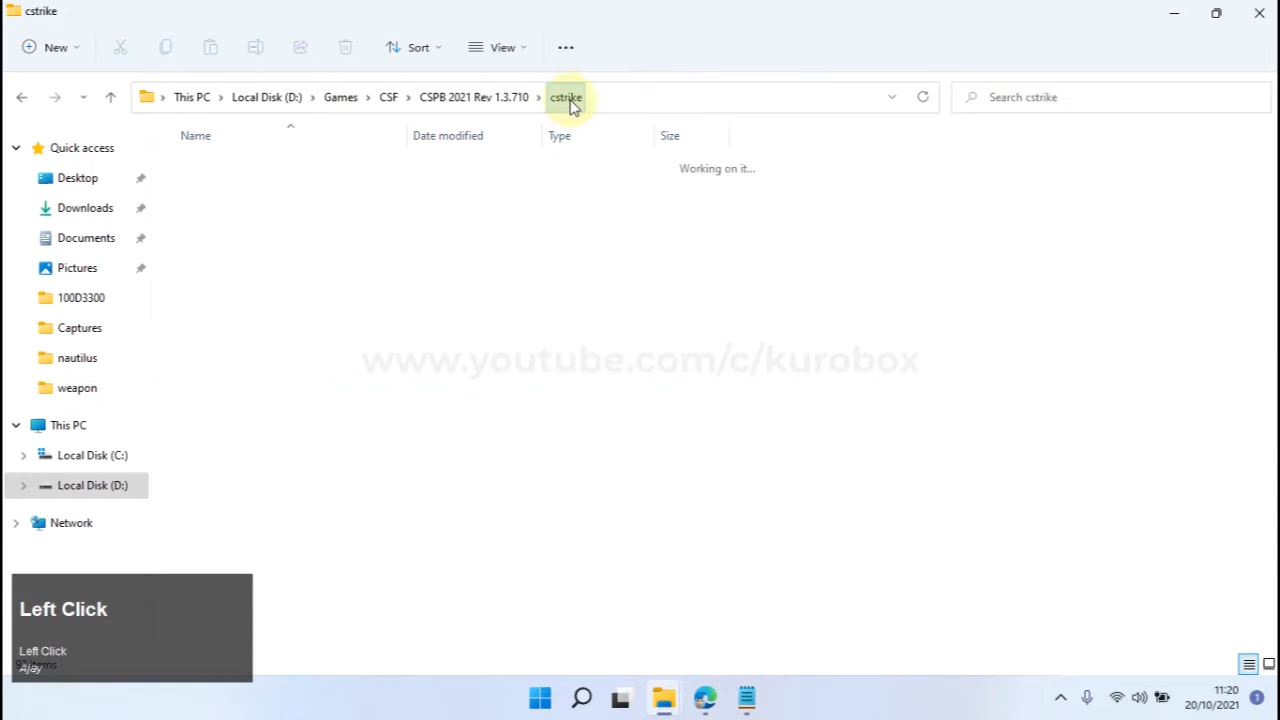 cstrike
New
Sort
View
This PC
Local Disk (D:)
Games
CSF
CSPB 2021 Rev 1.3.710
cstrike
Search cstrike
Name
Date modified
Type
Size
Working on it...
Quick access
Desktop
Downloads
Documents
Pictures
100D3300
Captures
nautilus
weapon
This PC
Local Disk (C:)
Local Disk (D:)
Network
www.youtube.com/c/kurobox
Left Click
Left Click
Ajay
items
11:20
20/10/2021
1